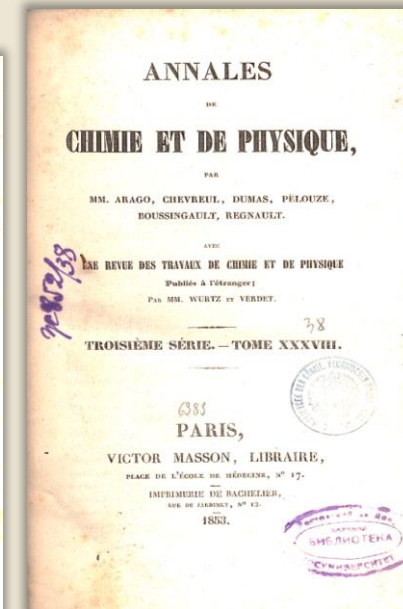 ANNALES
DE
CHIMIE ET DE PHYSIQUE,
PAR
MM. ARAGO, CHEVREUL, DUMAS, PÉLOUZE,
BOUSSINGAULT, REGNAULT.
AVEC
UNE REVUE DES TRAVAUX DE CHIMIE ET DE PHYSIQUE
Publiés à l'étranger;
PAR MM. WURTZ ET VERDET.
38
TROISIÈME SÉRIE. — TOME XXXVIII.
6385
PARIS,
VICTOR MASSON, LIBRAIRE,
PLACE DE L'ÉCOLE DE MÉDECINE, Nº 17.
IMPRIMERIE DE BACHELIER,
RUE DU JARDINET, Nº 12.
1853.
БИБЛИОТЕКА